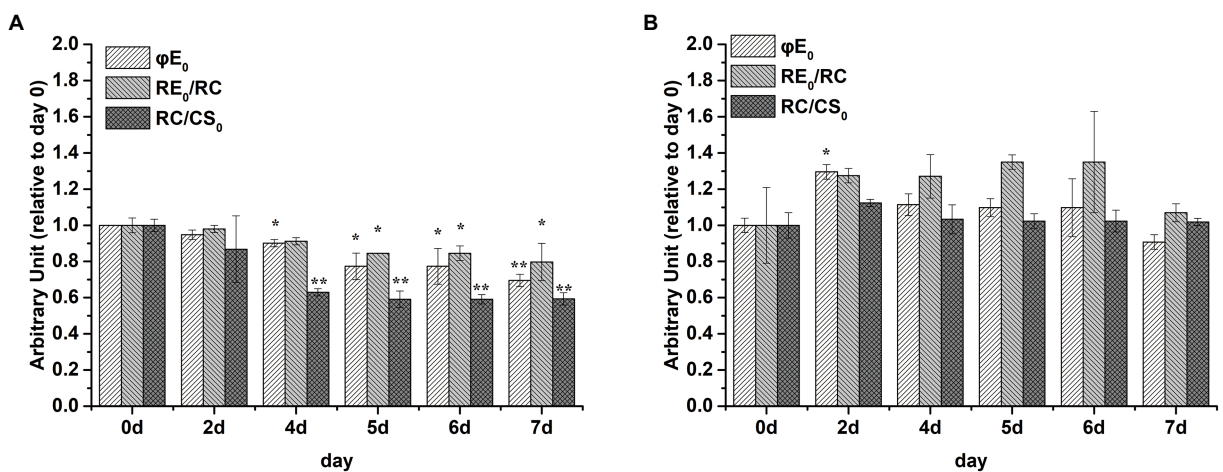 A
Arbitrary Unit (relative to day 0)
2.0
1.8
1.6
1.4
1.2
1.0
0.8
0.6
0.4
0.2
0.0
φE₀
RE₀/RC
RC/CS₀
*
**
*
*
**
*
*
**
**
*
**
0d 2d 4d 5d 6d 7d
day
B
Arbitrary Unit (relative to day 0)
2.0
1.8
1.6
1.4
1.2
1.0
0.8
0.6
0.4
0.2
0.0
φE₀
RE₀/RC
RC/CS₀
*
0d 2d 4d 5d 6d 7d
day